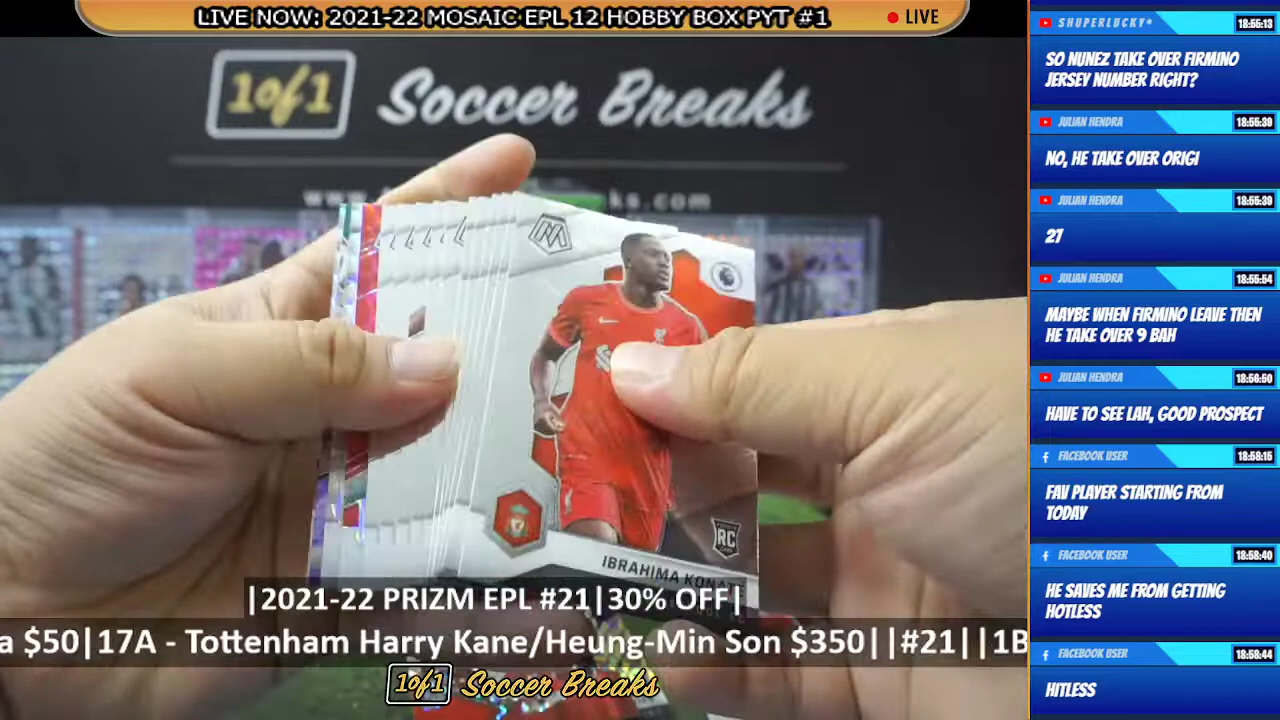 LIVE NOW: 2021-22 MOSAIC EPL 12 HOBBY BOX PYT #1
LIVE
1of1 Soccer Breaks
www.
ks.com
IBRAHIMA KONATE
RC
|2021-22 PRIZM EPL #21|30% OFF|
a $50|17A - Tottenham Harry Kane/Heung-Min Son $350||#21||1B
1of1 Soccer Breaks
SHUPERLUCKY*
18:55:13
SO NUNEZ TAKE OVER FIRMINO
JERSEY NUMBER RIGHT?
JULIAN HENDRA
18:55:39
NO, HE TAKE OVER ORIGI
JULIAN HENDRA
18:55:39
27
JULIAN HENDRA
18:55:54
MAYBE WHEN FIRMINO LEAVE THEN
HE TAKE OVER 9 BAH
JULIAN HENDRA
18:56:50
HAVE TO SEE LAH, GOOD PROSPECT
FACEBOOK USER
18:58:15
FAV PLAYER STARTING FROM
TODAY
FACEBOOK USER
18:58:40
HE SAVES ME FROM GETTING
HOTLESS
FACEBOOK USER
18:58:44
HITLESS